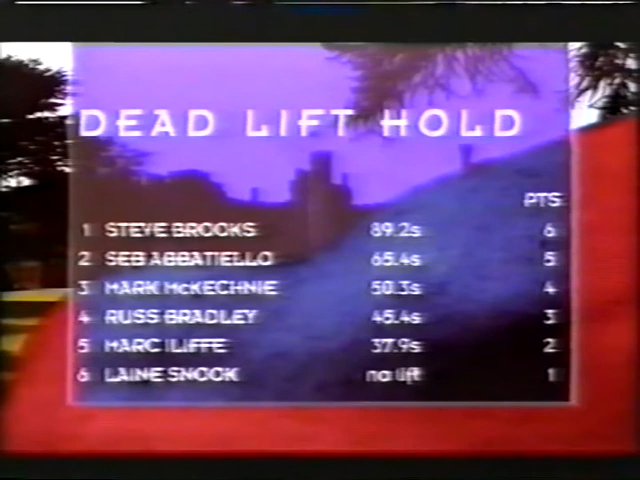 DEAD LIFT HOLD
PTS
1 STEVE BROOKS 89.2s 6
2 SEB ABBATIELLO 65.4s 5
3 MARK McKECHNIE 50.3s 4
4 RUSS BRADLEY 45.4s 3
5 MARC ILIFFE 37.9s 2
6 LAINE SNOOK no lift 1